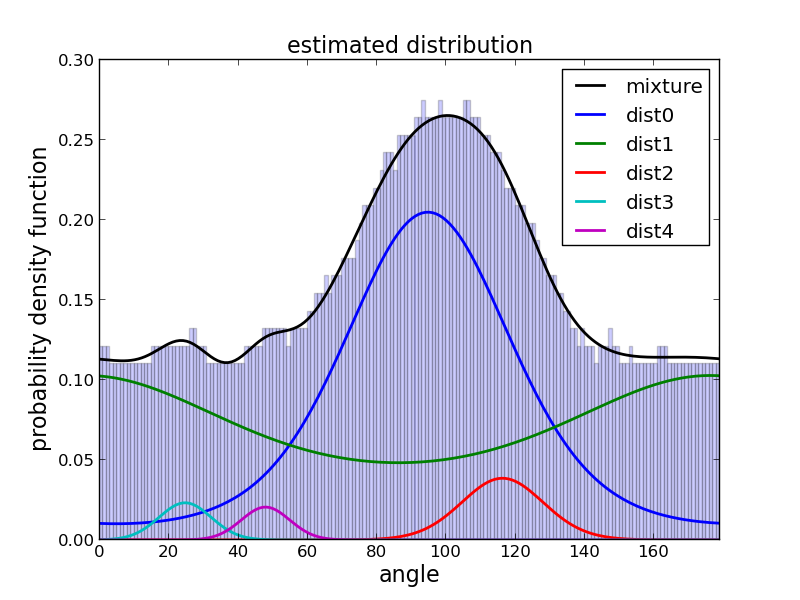 estimated distribution
0.30
0.25
0.20
0.15
0.10
0.05
0.00
probability density function
mixture
dist0
dist1
dist2
dist3
dist4
0 20 40 60 80 100 120 140 160
angle